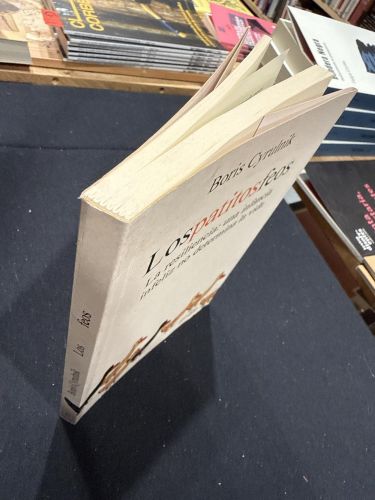 Boris Cyrulnik
Los patitos feos
La resiliencia: una infancia
infeliz no determina la vida
Boris Cyrulnik Los feos